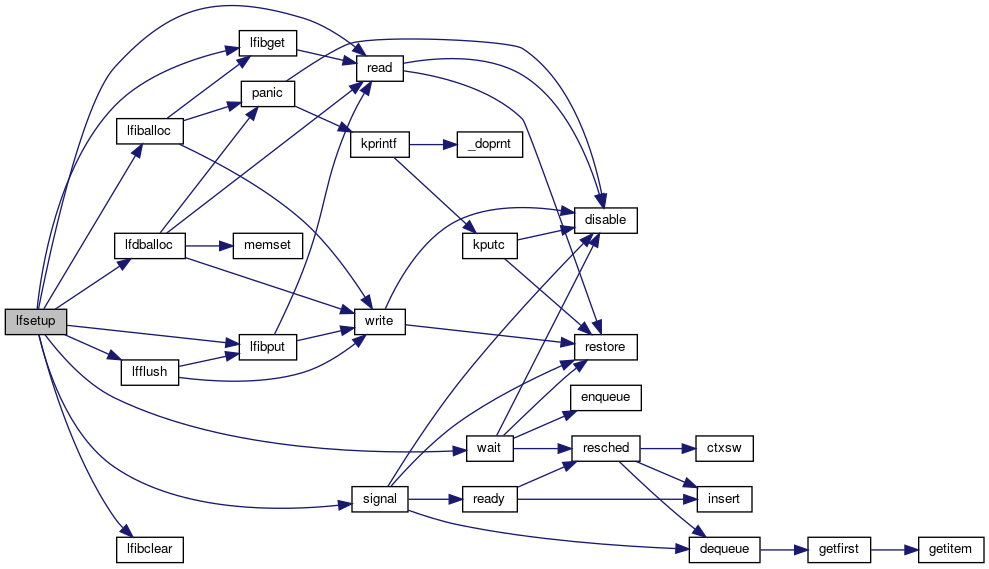 lfibget
read
panic
lfiballoc
kprintf
_doprnt
disable
kputc
lfdballoc
memset
lfsetup
write
restore
lfibput
lfflush
enqueue
wait
resched
ctxsw
signal
ready
insert
lfibclear
dequeue
getfirst
getitem